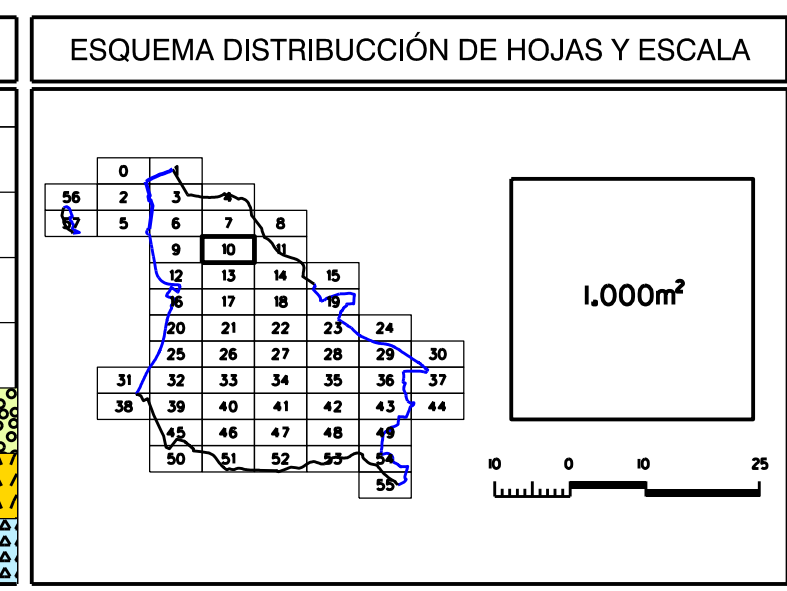 ESQUEMA DISTRIBUCCIÓN DE HOJAS Y ESCALA
0 1
56 2 3 4
57 5 6 7 8
9 10 11
12 13 14 15
16 17 18 19
20 21 22 23 24
25 26 27 28 29 30
31 32 33 34 35 36 37
38 39 40 41 42 43 44
45 46 47 48 49
50 51 52 53 54
55
1.000m²
10 0 10 25